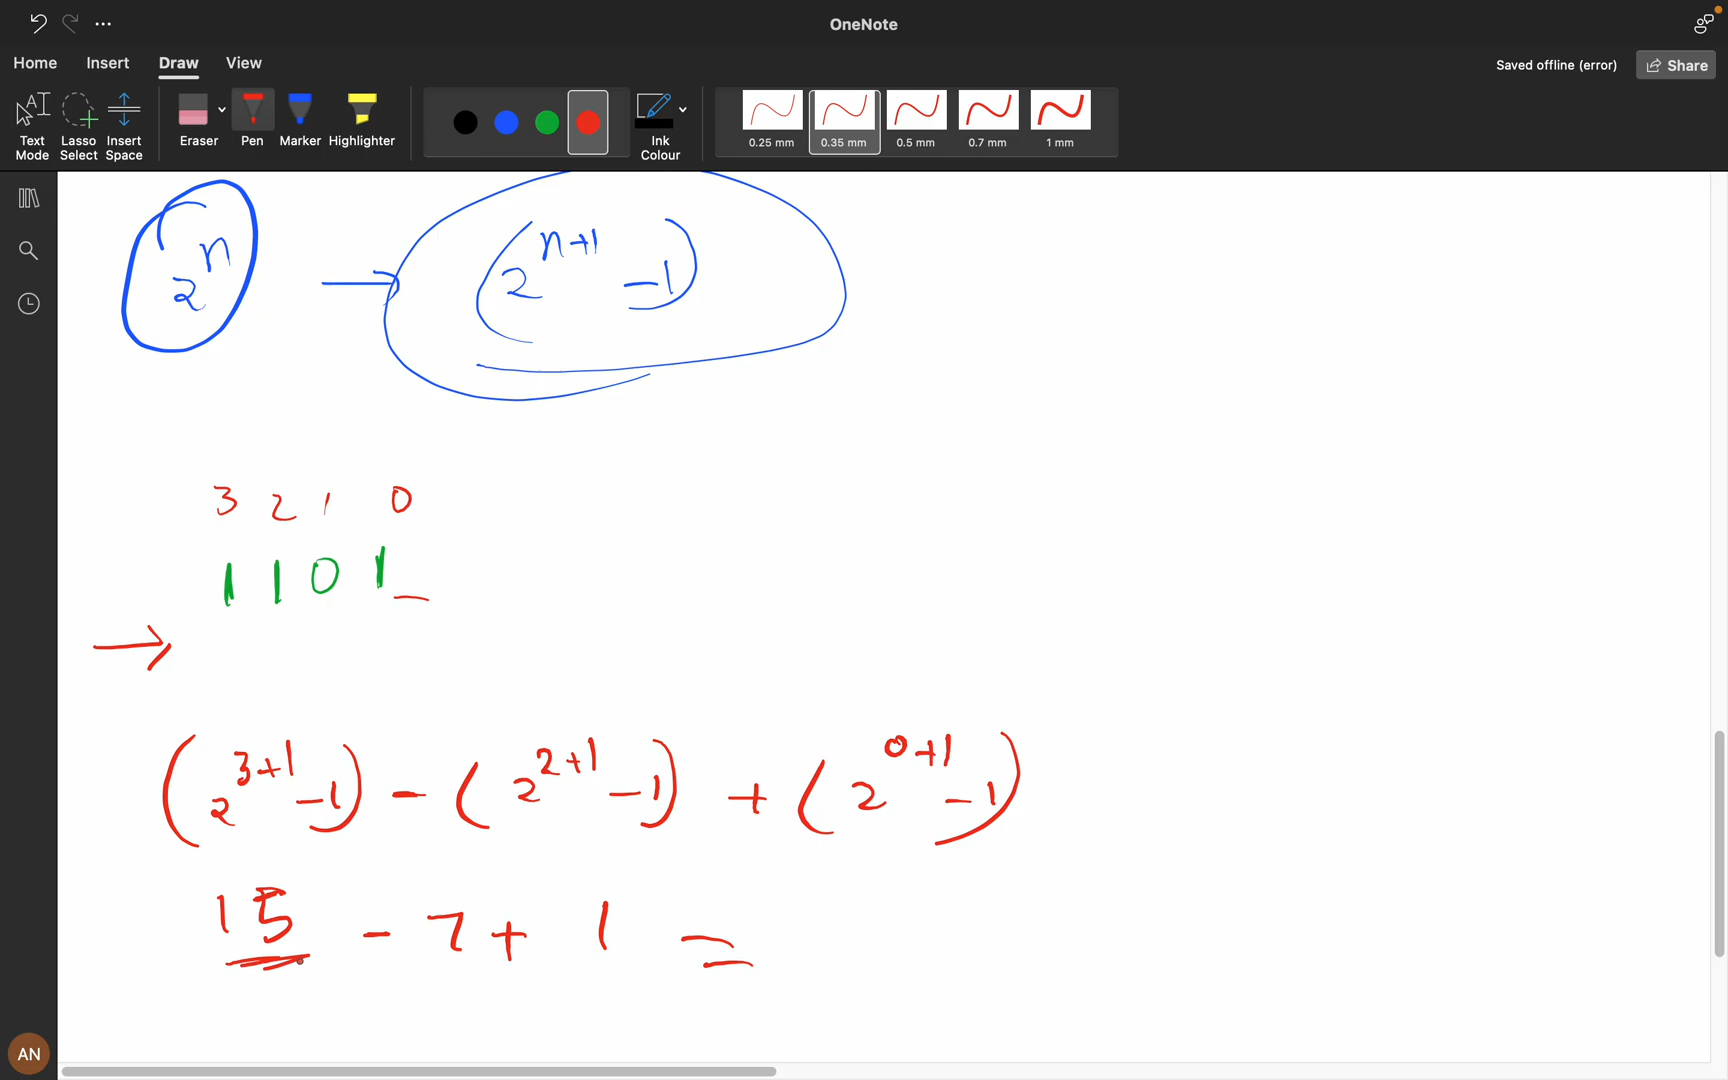 OneNote
Home Insert Draw View
Saved offline (error) Share
Text Mode Lasso Select Insert Space Eraser Pen Marker Highlighter Ink Colour 0.25 mm 0.35 mm 0.5 mm 0.7 mm 1 mm
2^n → (2^(n+1) - 1)
3 2 1 0
1 1 0 1
→
(2^(3+1) - 1) - (2^(2+1) - 1) + (2^(0+1) - 1)
15 - 7 + 1 =
AN